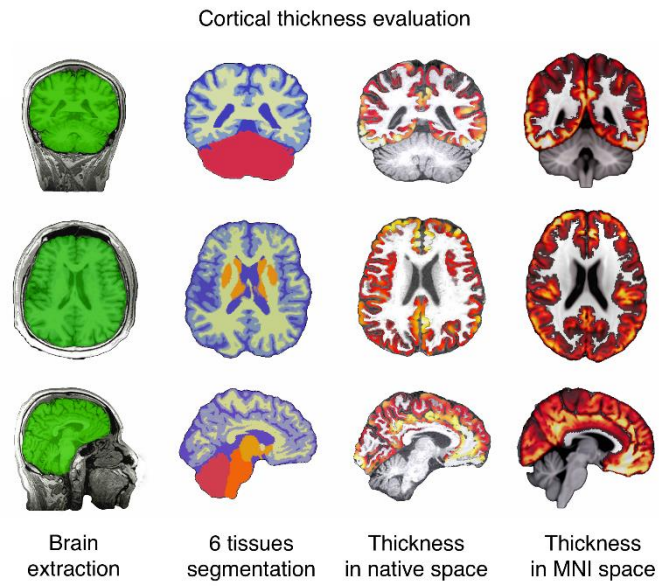 Cortical thickness evaluation
Brain
extraction
6 tissues
segmentation
Thickness
in native space
Thickness
in MNI space